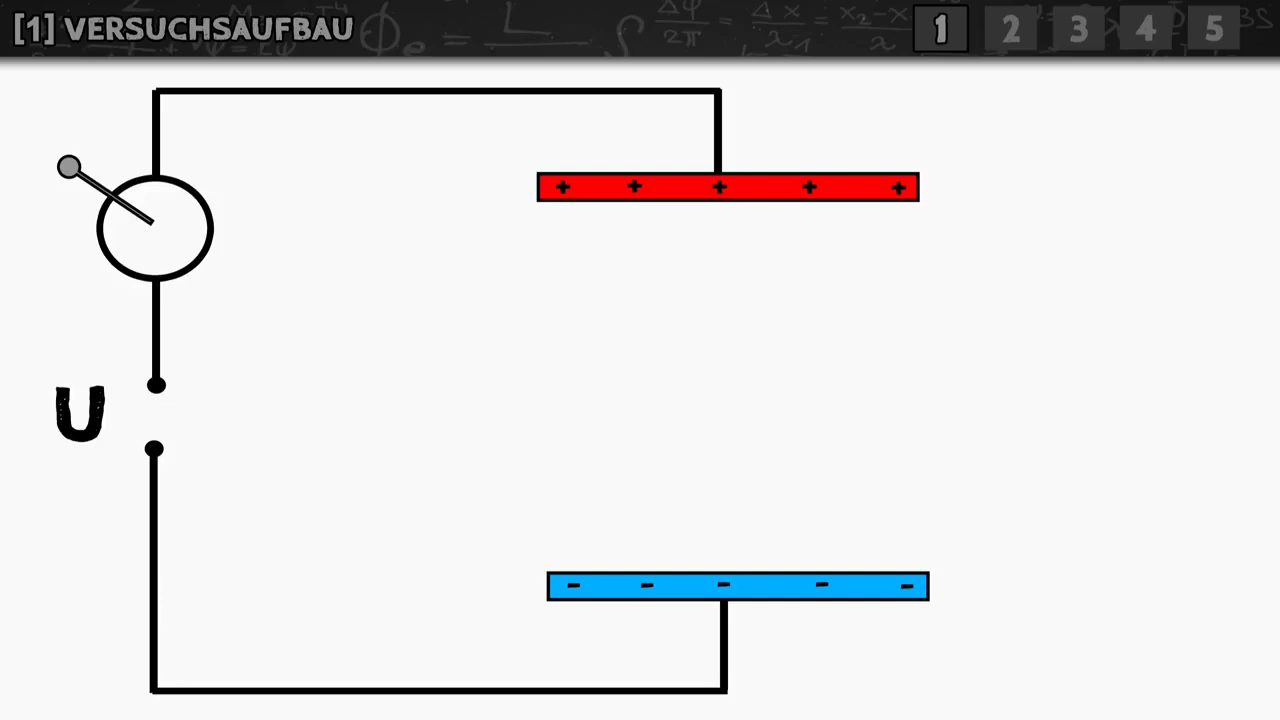 [1] VERSUCHSAUFBAU
1 2 3 4 5
+ + + + +
U
- - - - -